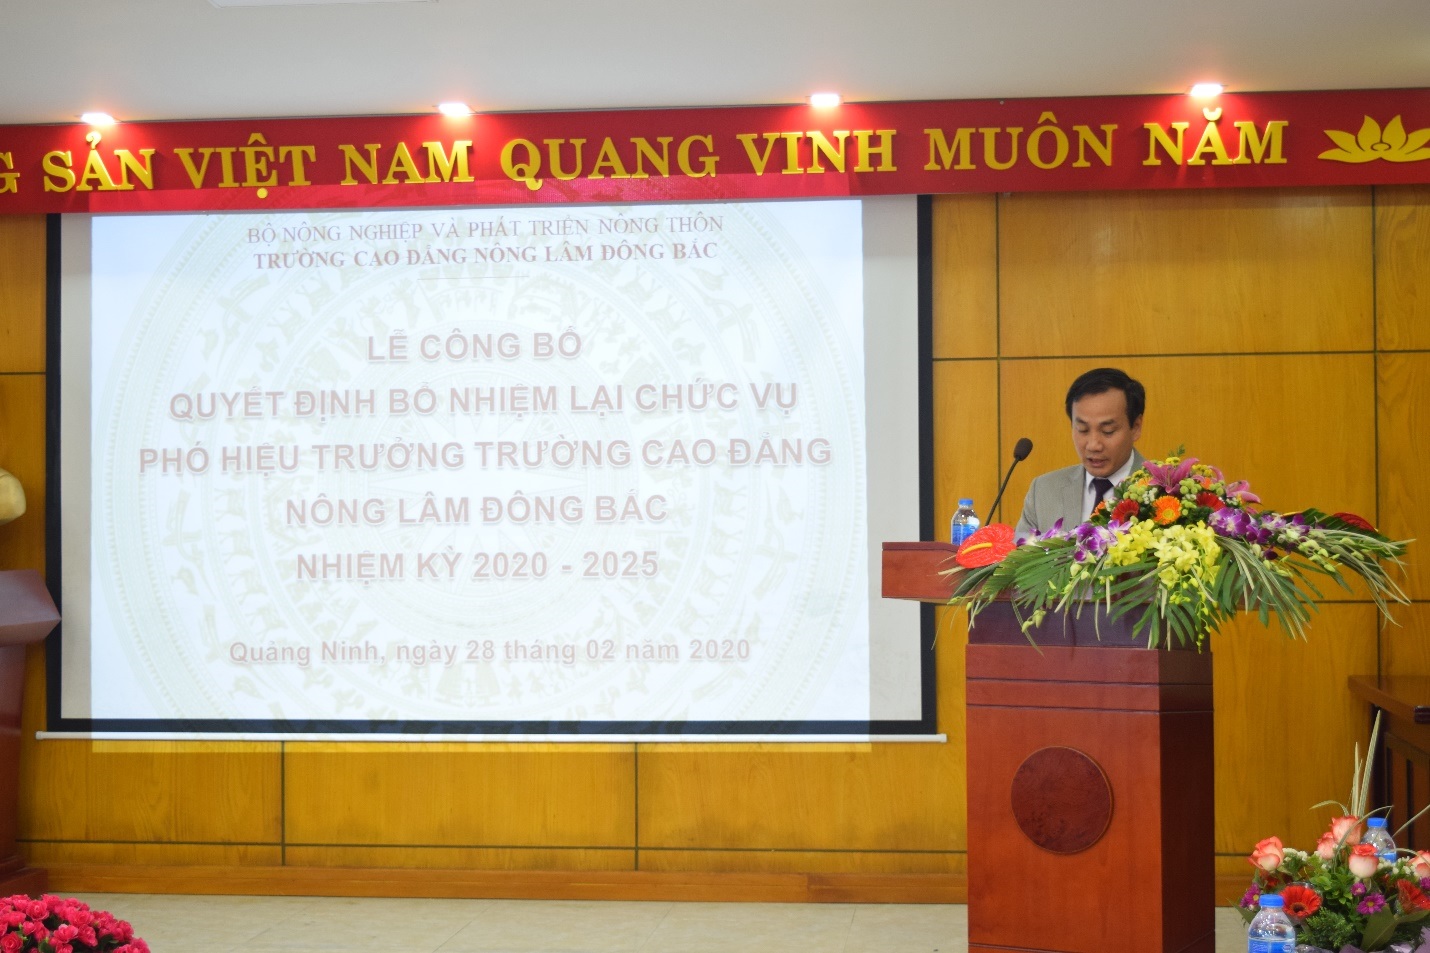 G SẢN VIỆT NAM QUANG VINH MUÔN NĂM
BỘ NÔNG NGHIỆP VÀ PHÁT TRIỂN NÔNG THÔN
TRƯỜNG CAO ĐẲNG NÔNG LÂM ĐÔNG BẮC
LỄ CÔNG BỐ
QUYẾT ĐỊNH BỔ NHIỆM LẠI CHỨC VỤ
PHÓ HIỆU TRƯỞNG TRƯỜNG CAO ĐẲNG
NÔNG LÂM ĐÔNG BẮC
NHIỆM KỲ 2020 - 2025
Quảng Ninh, ngày 28 tháng 02 năm 2020